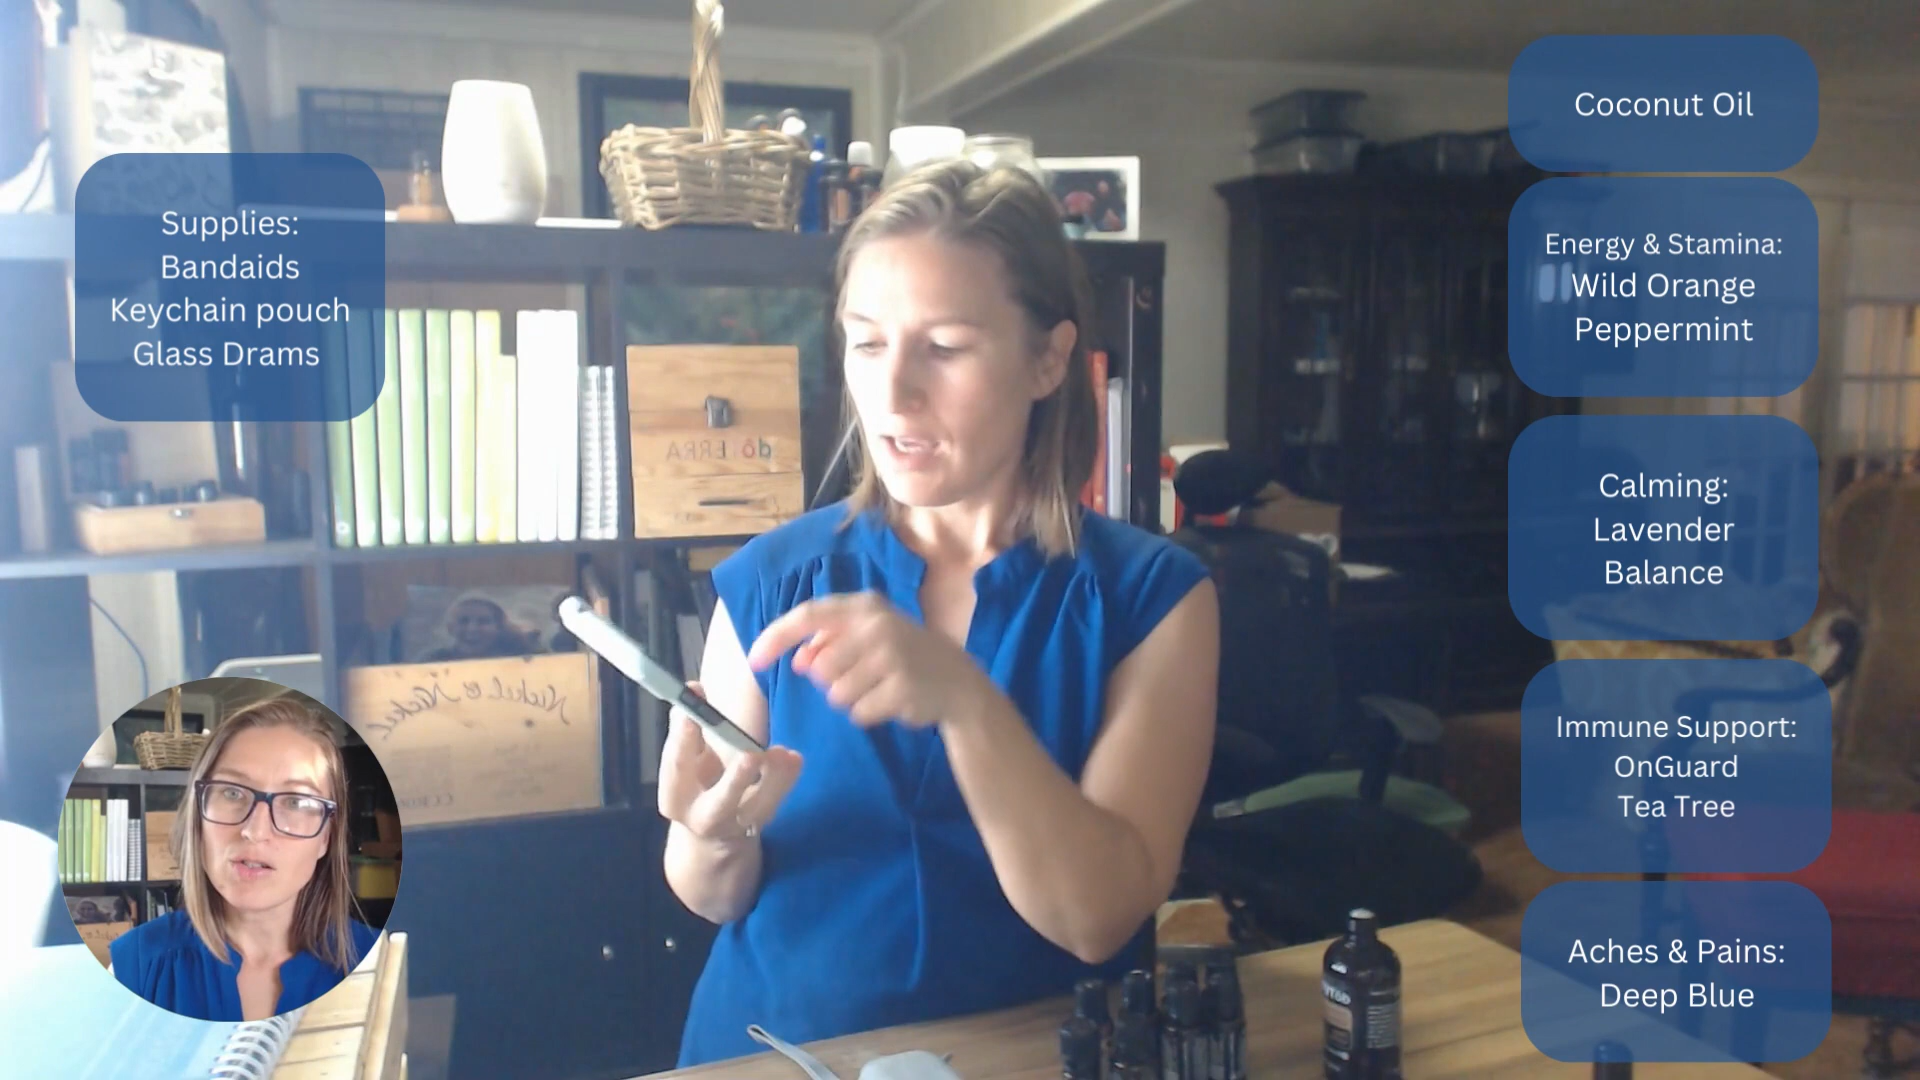 Supplies:
Bandaids
Keychain pouch
Glass Drams
Coconut Oil
Energy & Stamina:
Wild Orange
Peppermint
Calming:
Lavender
Balance
Immune Support:
OnGuard
Tea Tree
Aches & Pains:
Deep Blue
dōTERRA